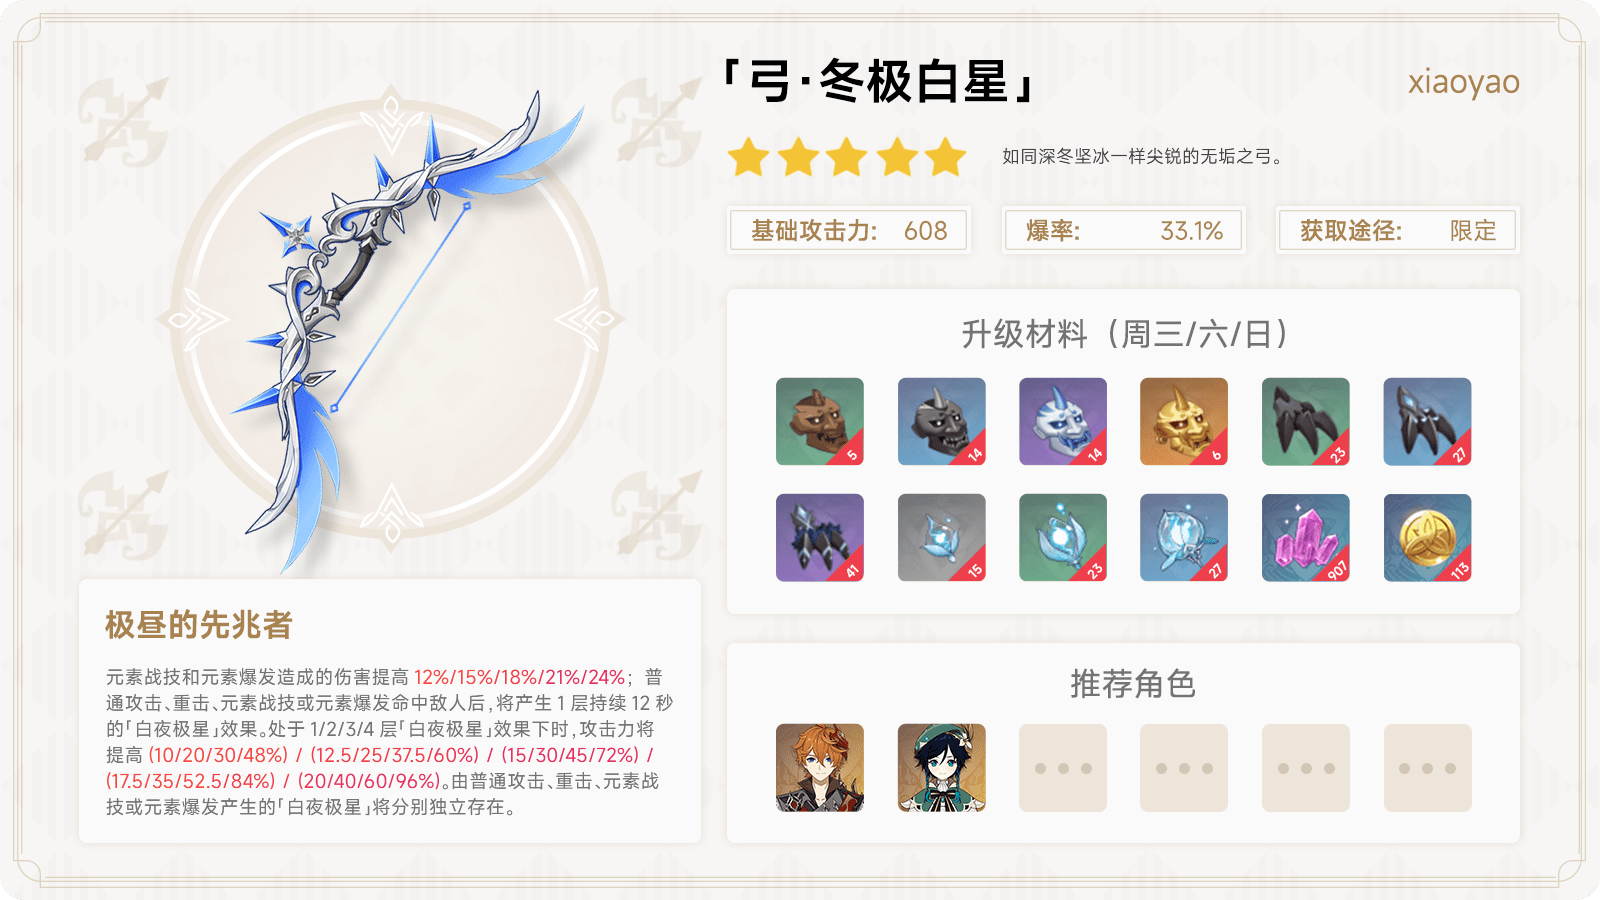 「弓·冬极白星」
xiaoyao
如同深冬坚冰一样尖锐的无垢之弓。
基础攻击力: 608
爆率: 33.1%
获取途径: 限定
升级材料（周三/六/日）
5 14 14 6 23 27
41 15 23 27 907 113
极昼的先兆者
元素战技和元素爆发造成的伤害提高 12%/15%/18%/21%/24%；普
通攻击、重击、元素战技或元素爆发命中敌人后,将产生 1 层持续 12 秒
的「白夜极星」效果。处于 1/2/3/4 层「白夜极星」效果下时,攻击力将
提高 (10/20/30/48%) / (12.5/25/37.5/60%) / (15/30/45/72%) /
(17.5/35/52.5/84%) / (20/40/60/96%)。由普通攻击、重击、元素战
技或元素爆发产生的「白夜极星」将分别独立存在。
推荐角色